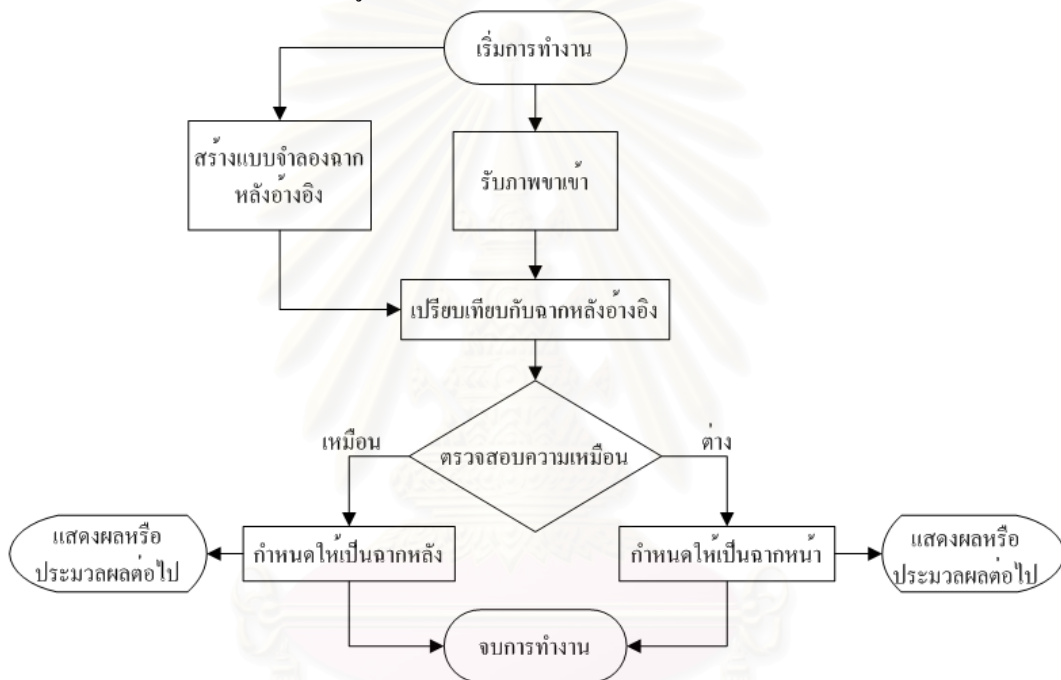 เริ่มการทำงาน
สร้างแบบจำลองฉาก
หลังอ้างอิง
รับภาพขาเข้า
เปรียบเทียบกับฉากหลังอ้างอิง
ตรวจสอบความเหมือน
เหมือน
ต่าง
แสดงผลหรือ
ประมวลผลต่อไป
กำหนดให้เป็นฉากหลัง
กำหนดให้เป็นฉากหน้า
แสดงผลหรือ
ประมวลผลต่อไป
จบการทำงาน